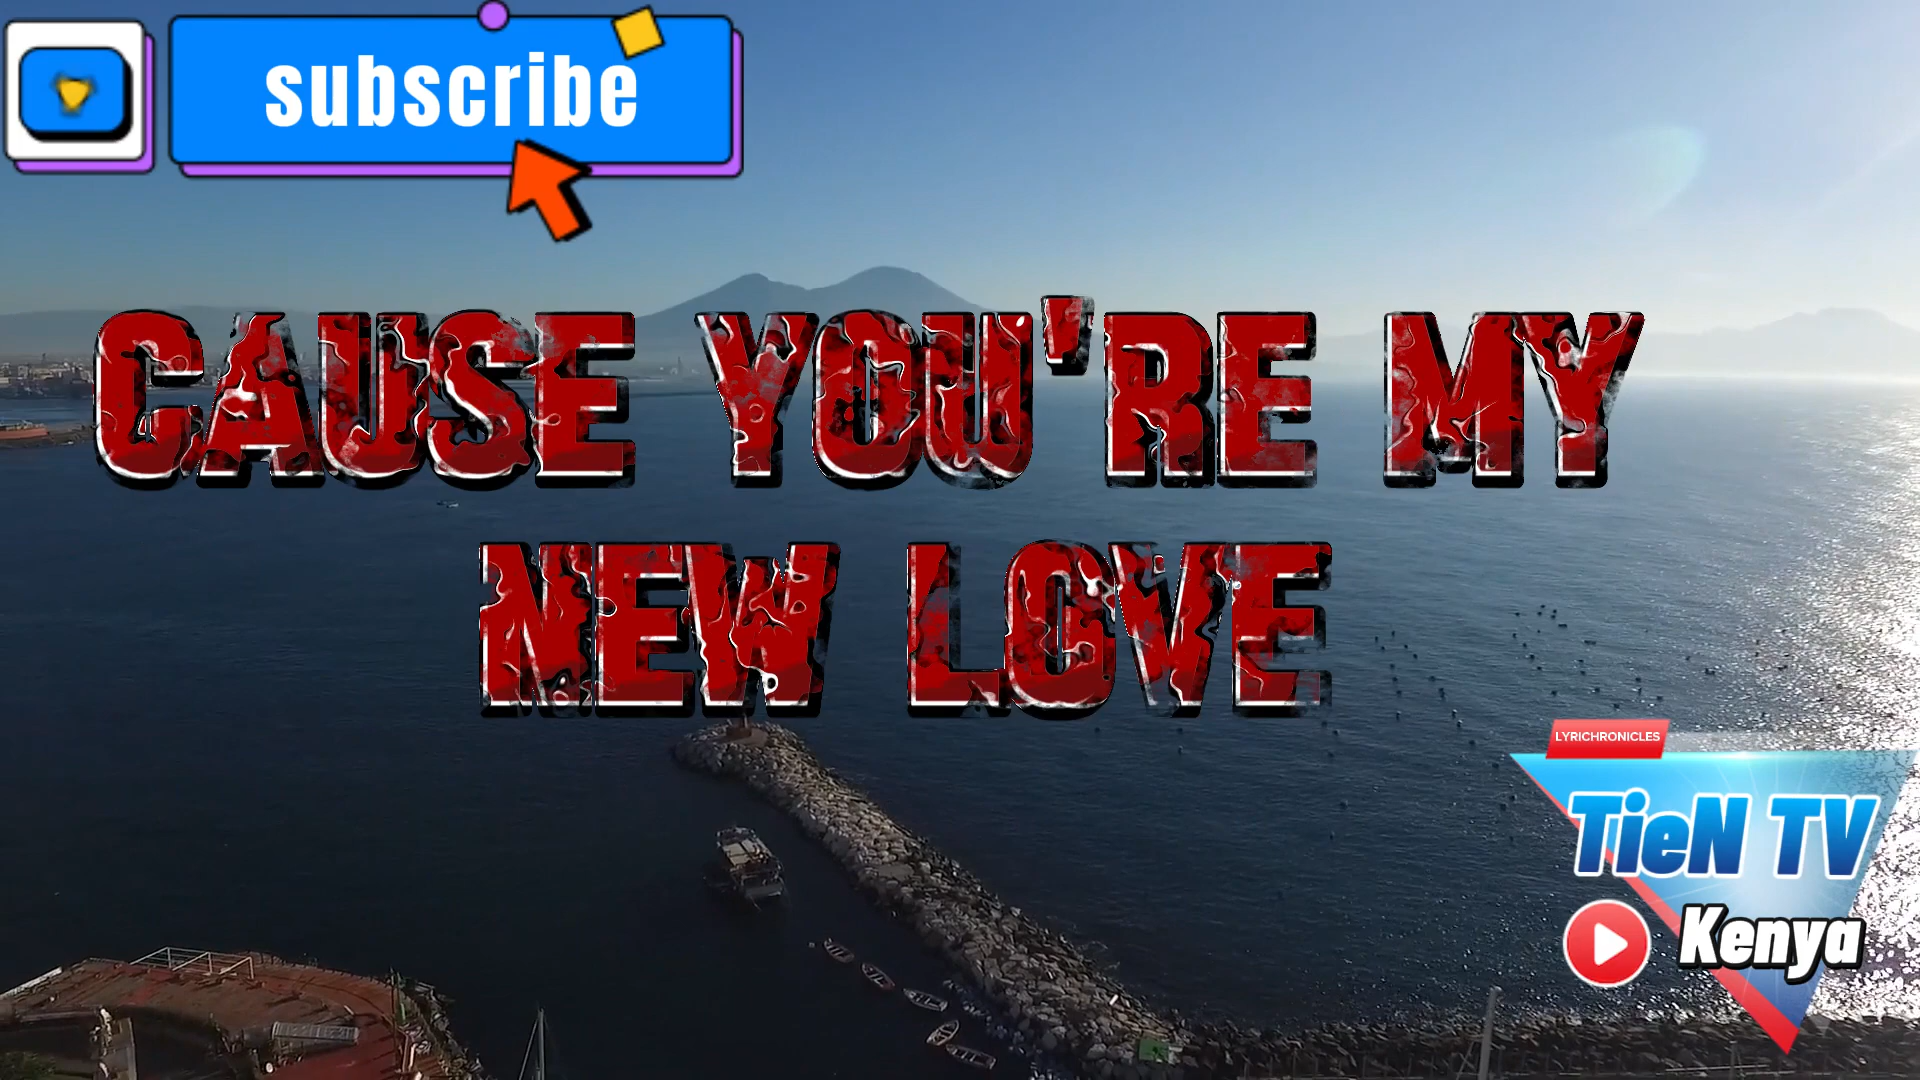 subscribe
CAUSE YOU'RE MY
NEW LOVE
LYRICHRONICLES
TieN TV
Kenya